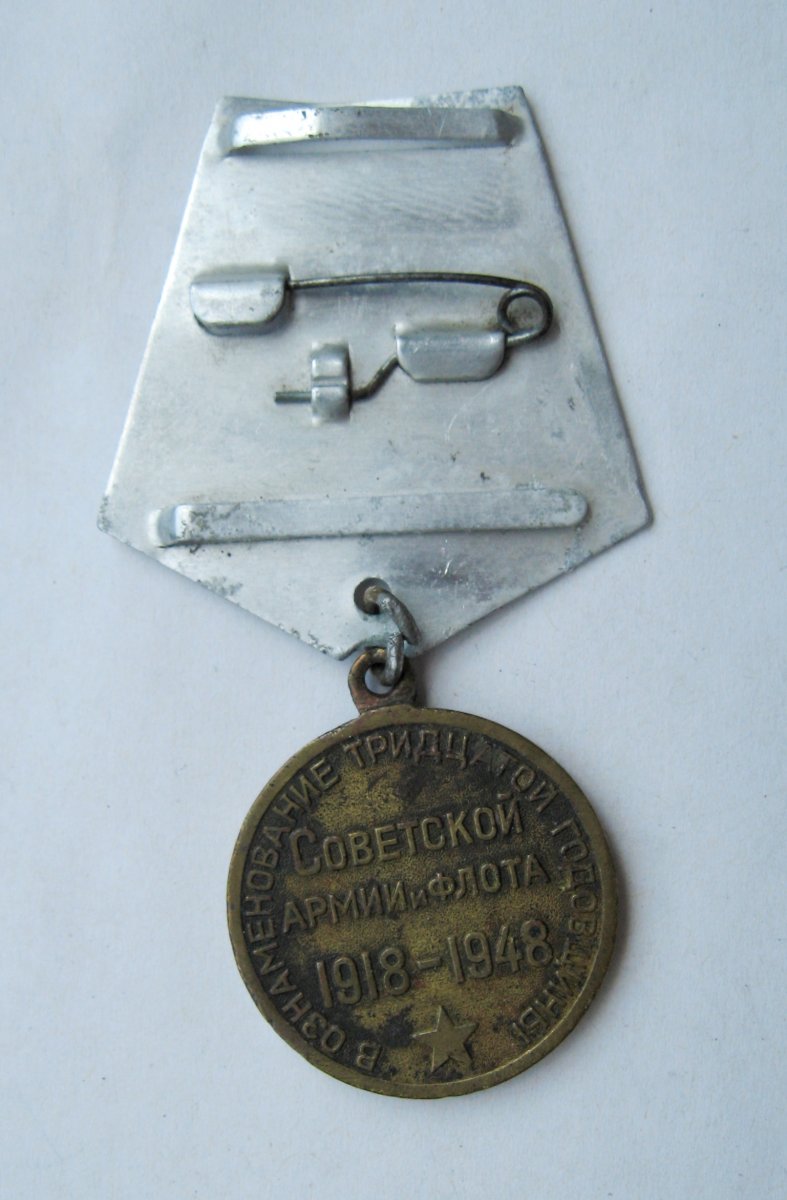 В ОЗНАМЕНОВАНИЕ ТРИДЦАТОЙ ГОДОВЩИНЫ
СОВЕТСКОЙ
АРМИИ и ФЛОТА
1918-1948